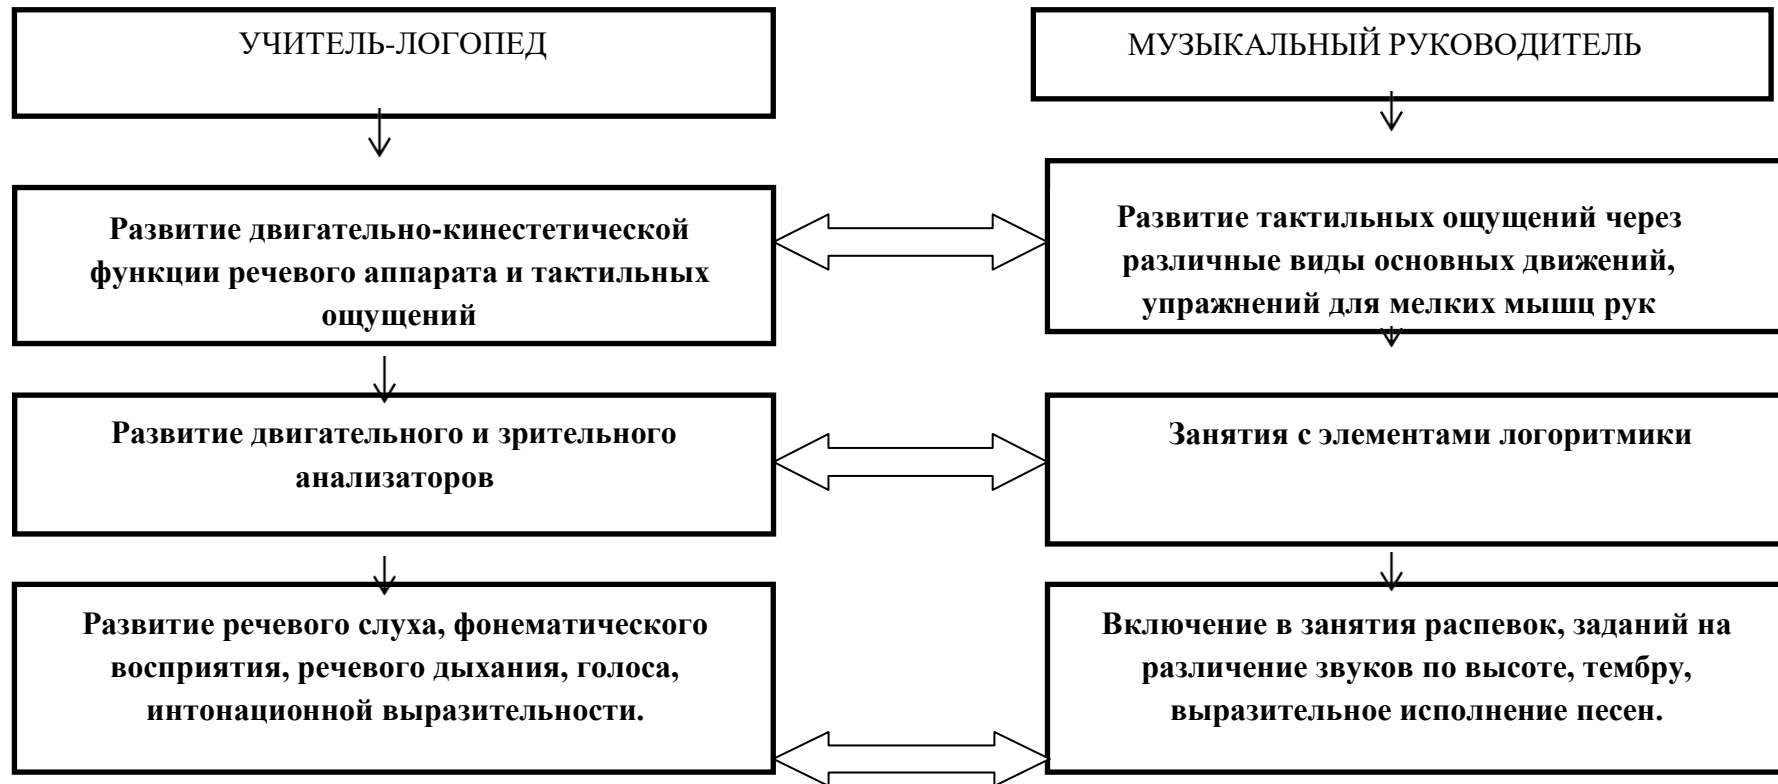 УЧИТЕЛЬ-ЛОГОПЕД
МУЗЫКАЛЬНЫЙ РУКОВОДИТЕЛЬ
Развитие двигательно-кинестетической
функции речевого аппарата и тактильных
ощущений
Развитие тактильных ощущений через
различные виды основных движений,
упражнений для мелких мышц рук
Развитие двигательного и зрительного
анализаторов
Занятия с элементами логоритмики
Развитие речевого слуха, фонематического
восприятия, речевого дыхания, голоса,
интонационной выразительности.
Включение в занятия распевок, заданий на
различение звуков по высоте, тембру,
выразительное исполнение песен.